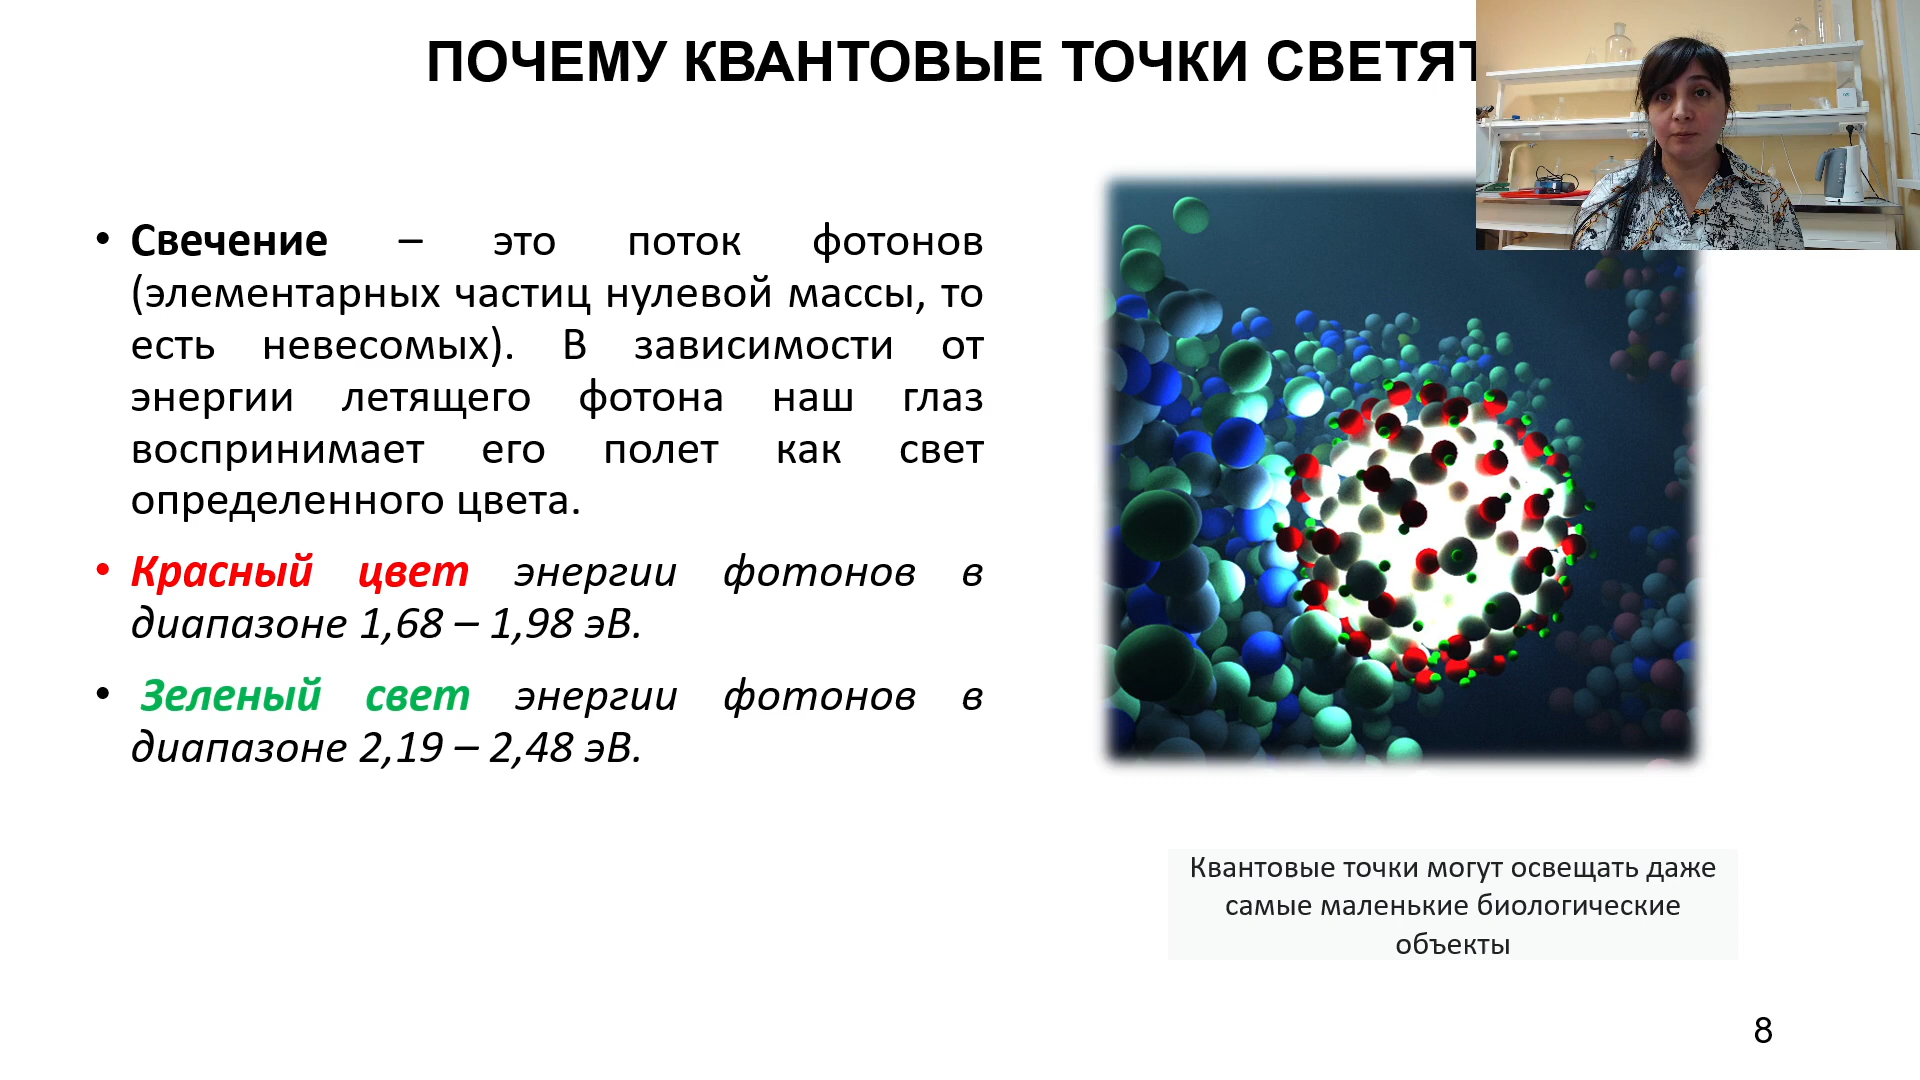 ПОЧЕМУ КВАНТОВЫЕ ТОЧКИ СВЕТЯТ
• Свечение – это поток фотонов
(элементарных частиц нулевой массы, то
есть невесомых). В зависимости от
энергии летящего фотона наш глаз
воспринимает его полет как свет
определенного цвета.
• Красный цвет энергии фотонов в
диапазоне 1,68 – 1,98 эВ.
• Зеленый свет энергии фотонов в
диапазоне 2,19 – 2,48 эВ.
Квантовые точки могут освещать даже
самые маленькие биологические
объекты
8